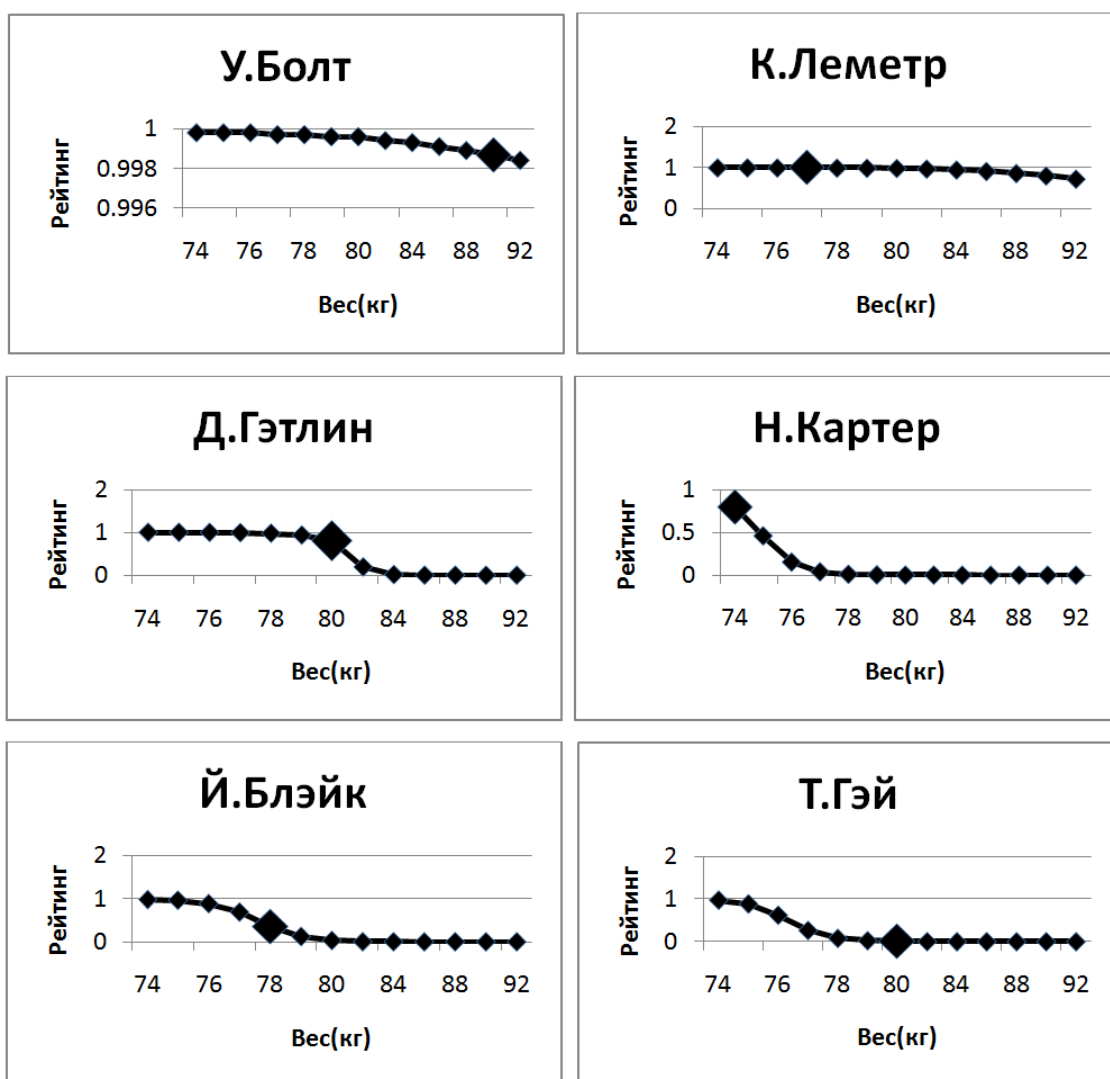 У.Болт
Рейтинг
1
0.998
0.996
74 76 78 80 84 88 92
Вес(кг)
К.Леметр
Рейтинг
2
1
0
74 76 78 80 84 88 92
Вес(кг)
Д.Гэтлин
Рейтинг
2
1
0
74 76 78 80 84 88 92
Вес(кг)
Н.Картер
Рейтинг
1
0.5
0
74 76 78 80 84 88 92
Вес(кг)
Й.Блэйк
Рейтинг
2
1
0
74 76 78 80 84 88 92
Вес(кг)
Т.Гэй
Рейтинг
2
1
0
74 76 78 80 84 88 92
Вес(кг)